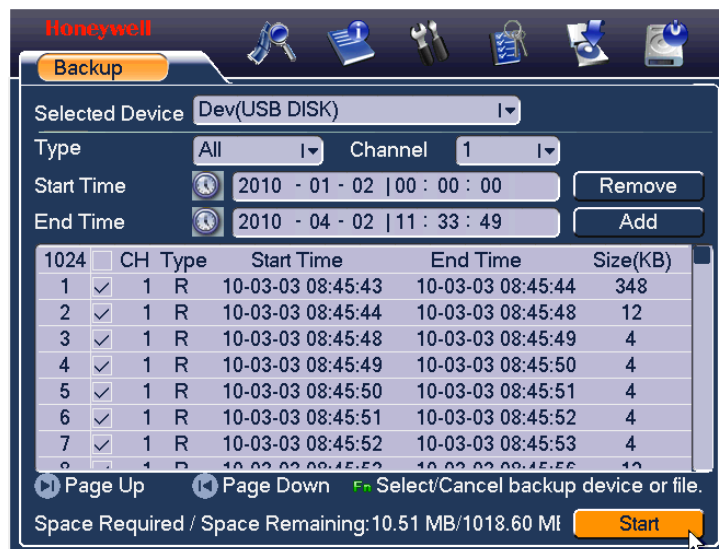 Honeywell
Backup
Selected Device Dev(USB DISK)
Type All Channel 1
Start Time 2010 - 01 - 02 | 00 : 00 : 00 Remove
End Time 2010 - 04 - 02 | 11 : 33 : 49 Add
1024 CH Type Start Time End Time Size(KB)
1 1 R 10-03-03 08:45:43 10-03-03 08:45:44 348
2 1 R 10-03-03 08:45:44 10-03-03 08:45:48 12
3 1 R 10-03-03 08:45:48 10-03-03 08:45:49 4
4 1 R 10-03-03 08:45:49 10-03-03 08:45:50 4
5 1 R 10-03-03 08:45:50 10-03-03 08:45:51 4
6 1 R 10-03-03 08:45:51 10-03-03 08:45:52 4
7 1 R 10-03-03 08:45:52 10-03-03 08:45:53 4
Page Up Page Down Fn Select/Cancel backup device or file.
Space Required / Space Remaining:10.51 MB/1018.60 Start